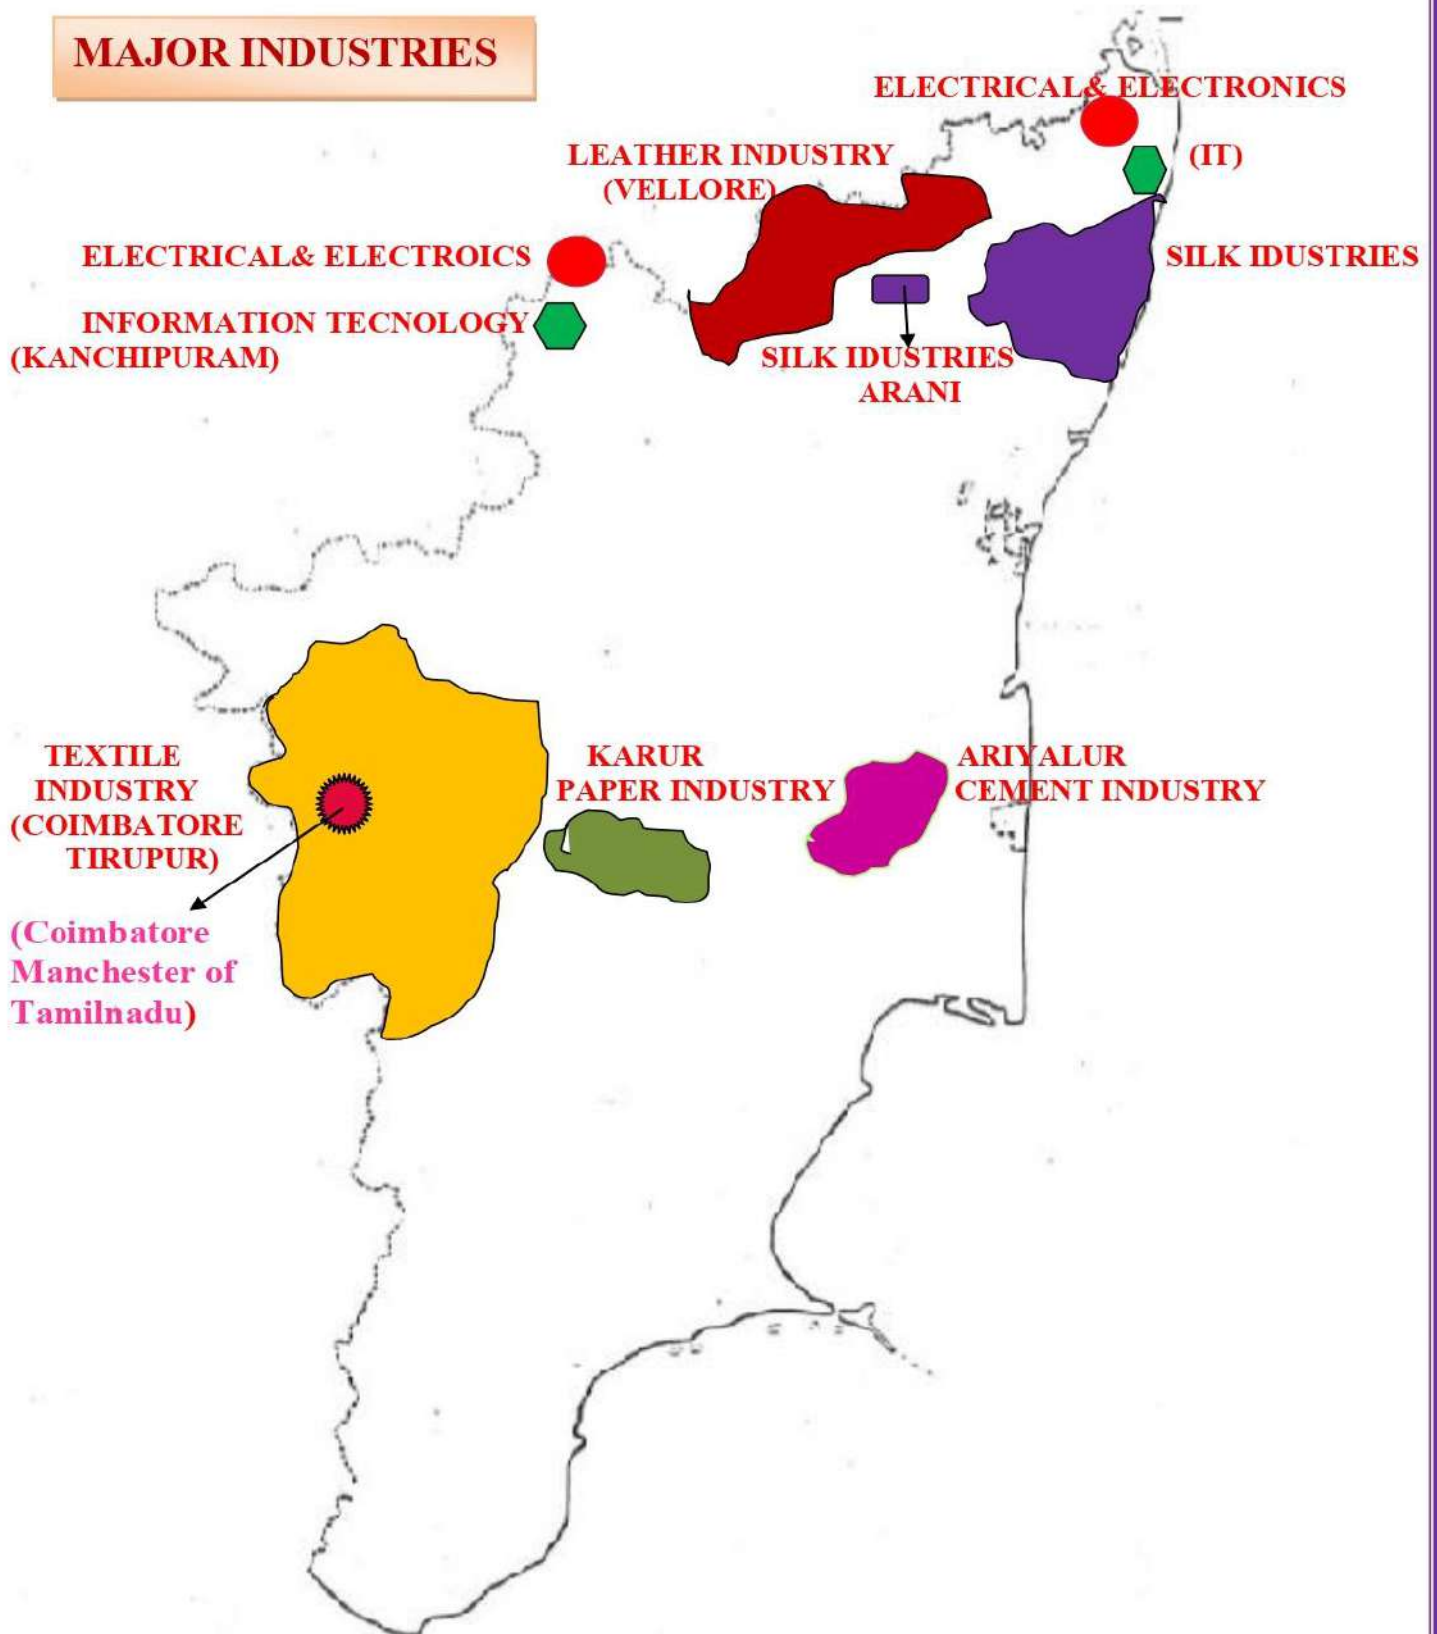 MAJOR INDUSTRIES
ELECTRICAL& ELECTRONICS
(IT)
LEATHER INDUSTRY
(VELLORE)
ELECTRICAL& ELECTROICS
SILK IDUSTRIES
INFORMATION TECNOLOGY
(KANCHIPURAM)
SILK IDUSTRIES
ARANI
TEXTILE
INDUSTRY
(COIMBATORE
TIRUPUR)
KARUR
PAPER INDUSTRY
ARIYALUR
CEMENT INDUSTRY
(Coimbatore
Manchester of
Tamilnadu)